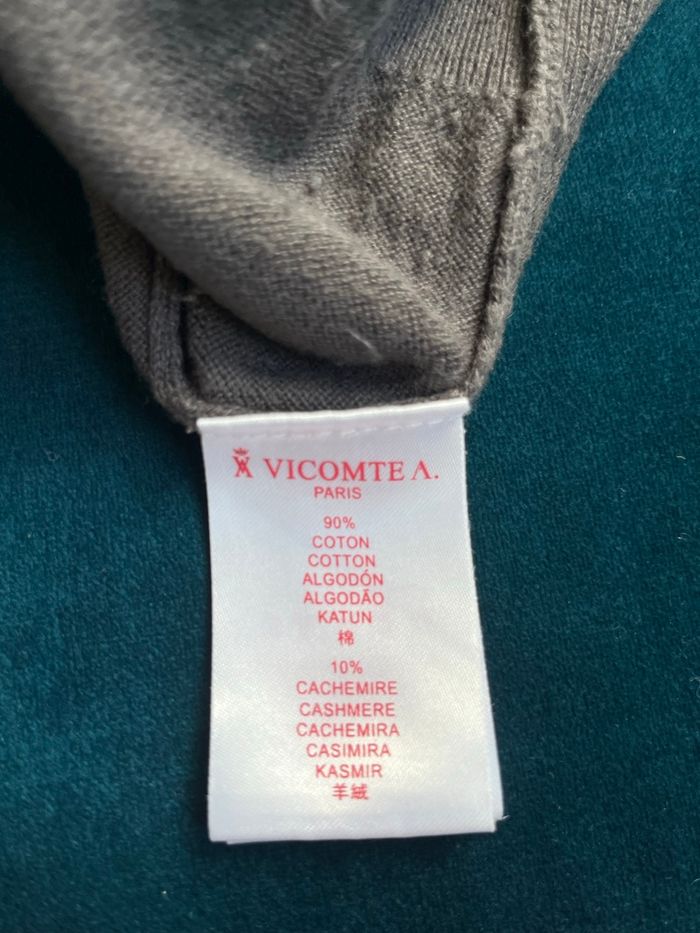 VICOMTE A.
PARIS
90%
COTON
COTTON
ALGODÓN
ALGODÃO
KATUN
棉
10%
CACHEMIRE
CASHMERE
CACHEMIRA
CASIMIRA
KASMIR
羊絨